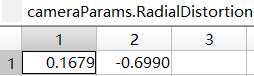 cameraParams.RadialDistortion
1 2 3
1 0.1679 -0.6990